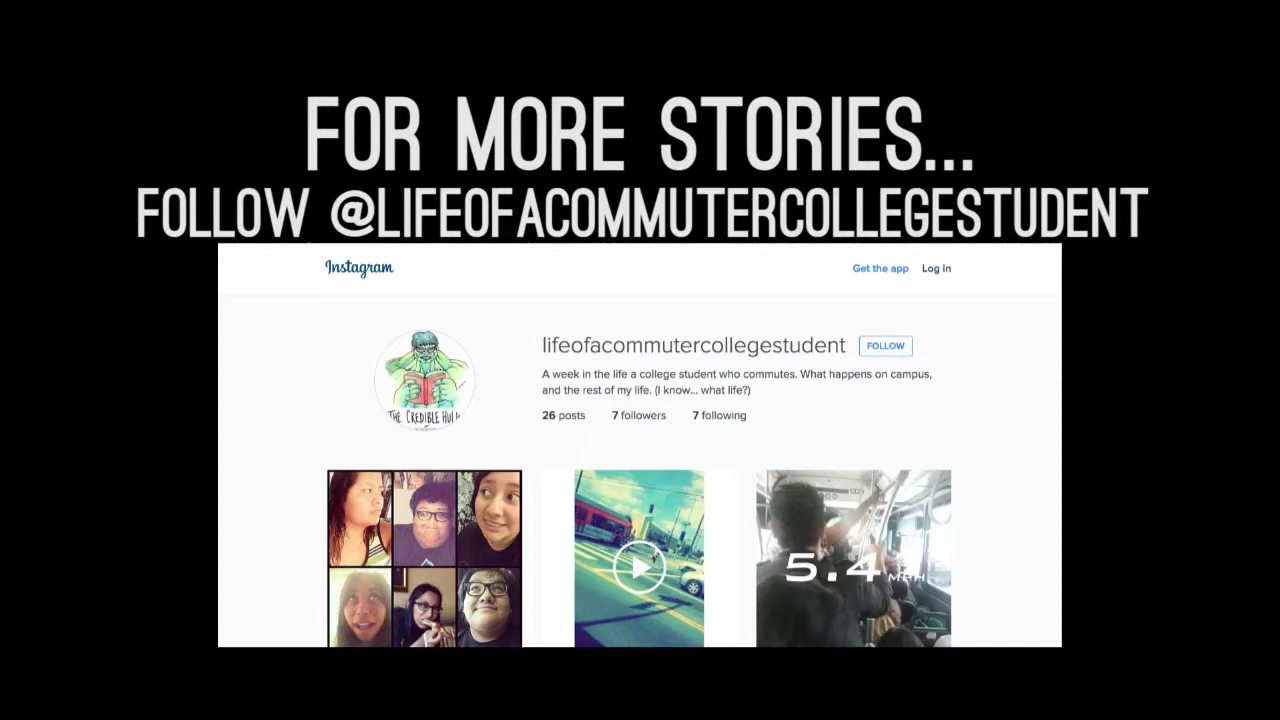 FOR MORE STORIES...
FOLLOW @LIFEOFACOMMUTERCOLLEGESTUDENT
Instagram
Get the app Log in
lifeofacommutercollegestudent FOLLOW
A week in the life a college student who commutes. What happens on campus,
and the rest of my life. (I know... what life?)
26 posts 7 followers 7 following
THE CREDIBLE HULK
1329
5.4 MPH